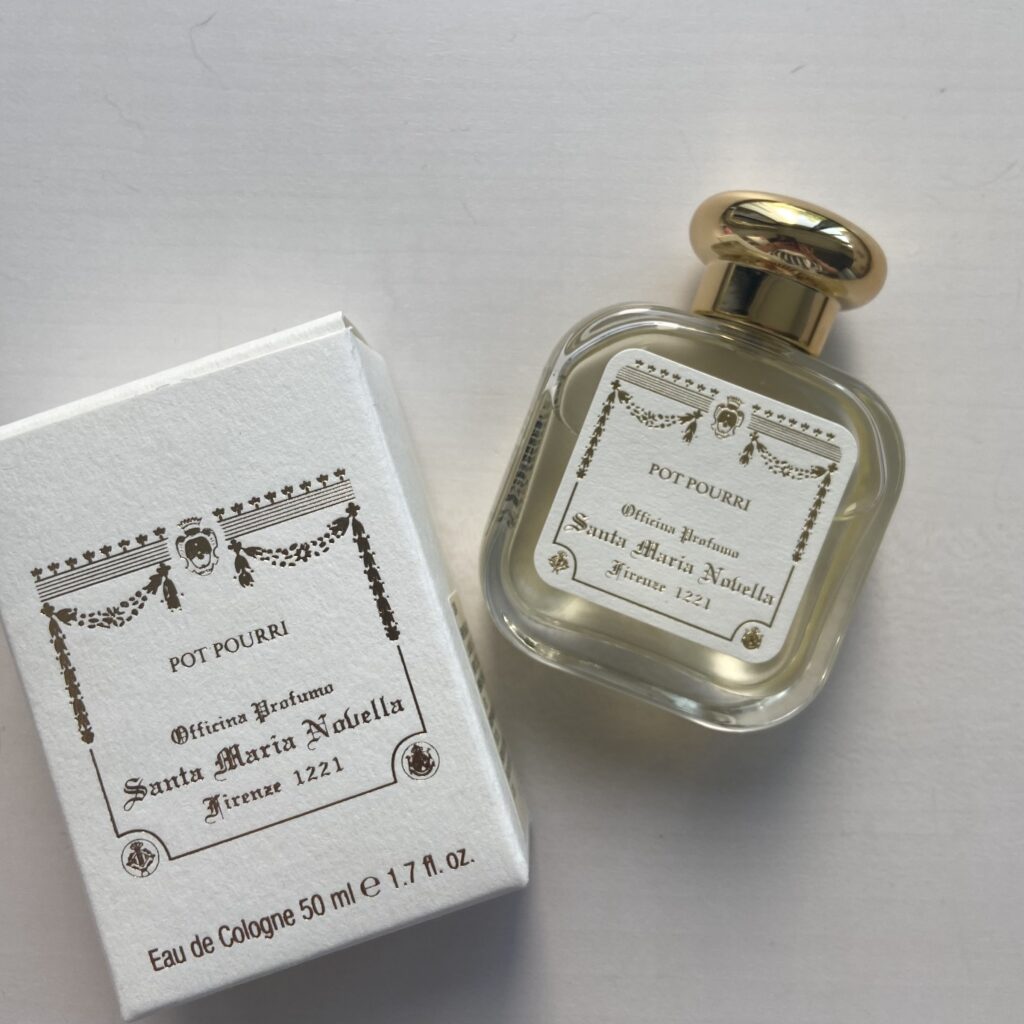 POT POURRI
Officina Profumo
Santa Maria Novella
Firenze 1221
Eau de Cologne 50 ml ℮ 1.7 fl. oz.
POT POURRI
Officina Profumo
Santa Maria Novella
Firenze 1221